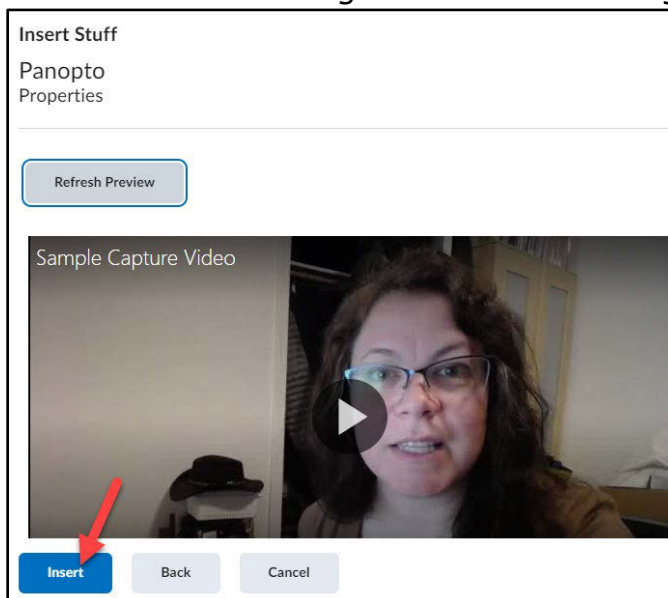 Insert Stuff
Panopto
Properties
Refresh Preview
Sample Capture Video
Insert Back Cancel